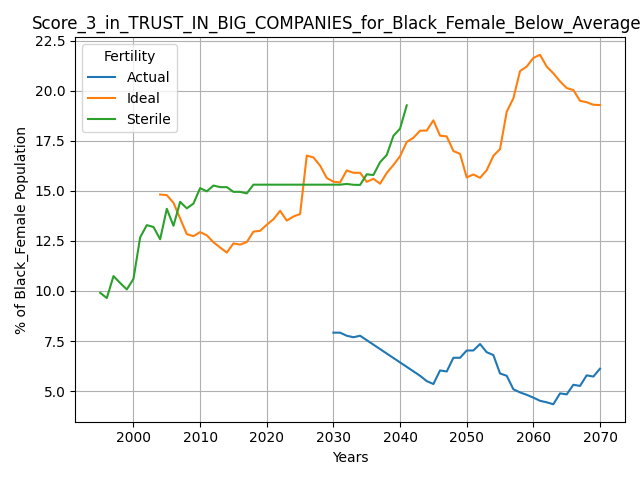 Score_3_in_TRUST_IN_BIG_COMPANIES_for_Black_Female_Below_Average
Fertility
Actual
Ideal
Sterile
% of Black_Female Population
22.5
20.0
17.5
15.0
12.5
10.0
7.5
5.0
2000 2010 2020 2030 2040 2050 2060 2070
Years